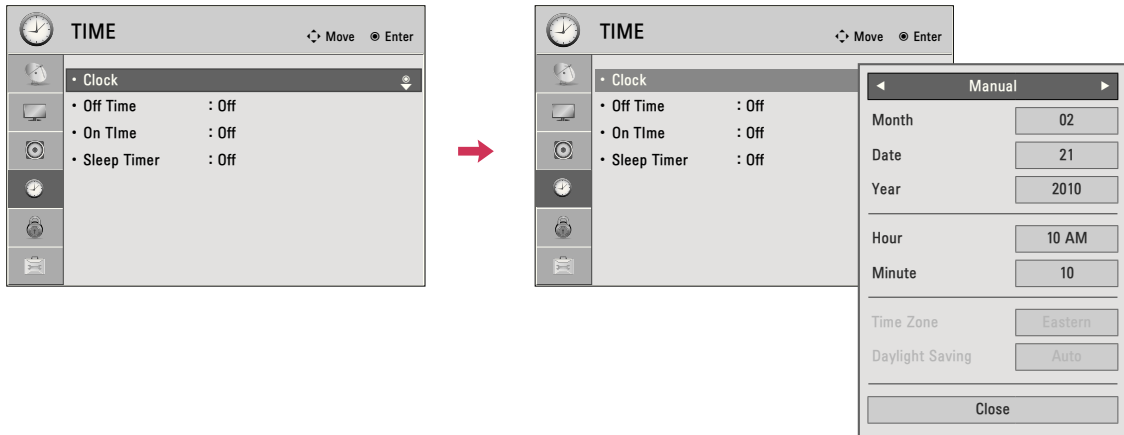 TIME
Move Enter
• Clock
• Off Time : Off
• On TIme : Off
• Sleep Timer : Off
TIME
Move Enter
• Clock
• Off Time : Off
• On TIme : Off
• Sleep Timer : Off
◀ Manual ▶
Month 02
Date 21
Year 2010
Hour 10 AM
Minute 10
Time Zone Eastern
Daylight Saving Auto
Close